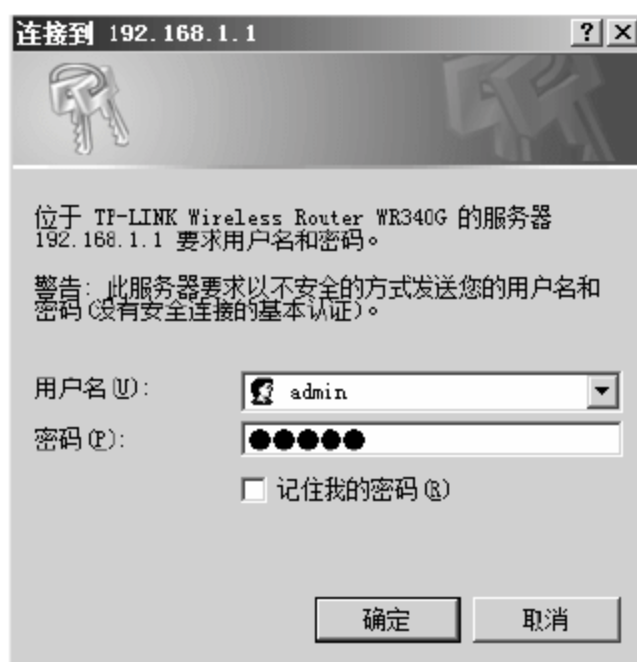 连接到 192.168.1.1
位于 TP-LINK Wireless Router WR340G 的服务器
192.168.1.1 要求用户名和密码。
警告: 此服务器要求以不安全的方式发送您的用户名和
密码(没有安全连接的基本认证)。
用户名(U):
admin
密码(P):
●●●●●
记住我的密码(R)
确定
取消